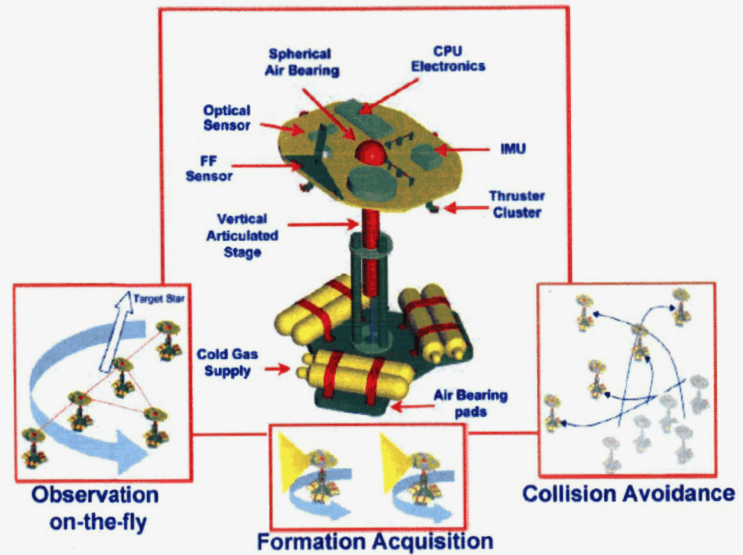 Spherical
Air Bearing
CPU
Electronics
Optical
Sensor
FF
Sensor
IMU
Thruster
Cluster
Vertical
Articulated
Stage
Target Star
Cold Gas
Supply
Air Bearing
pads
Observation
on-the-fly
Formation Acquisition
Collision Avoidance